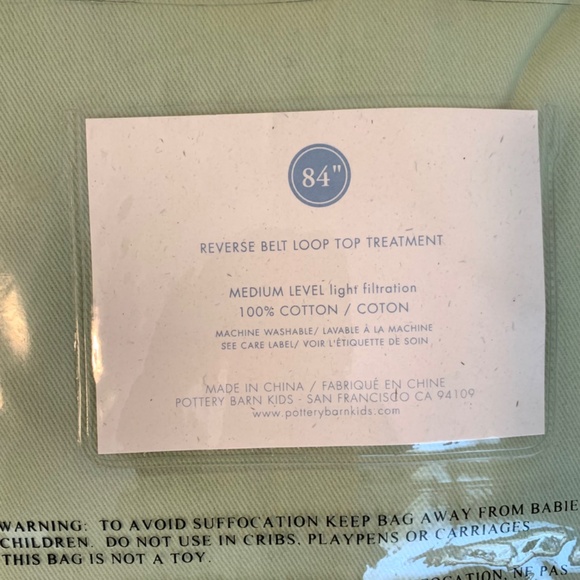 84"
REVERSE BELT LOOP TOP TREATMENT
MEDIUM LEVEL light filtration
100% COTTON / COTON
MACHINE WASHABLE/ LAVABLE À LA MACHINE
SEE CARE LABEL/ VOIR L'ÉTIQUETTE DE SOIN
MADE IN CHINA / FABRIQUÉ EN CHINE
POTTERY BARN KIDS - SAN FRANCISCO CA 94109
www.potterybarnkids.com
WARNING: TO AVOID SUFFOCATION KEEP BAG AWAY FROM BABIE
CHILDREN. DO NOT USE IN CRIBS, PLAYPENS OR CARRIAGES
THIS BAG IS NOT A TOY.
OCATION, NE PAS